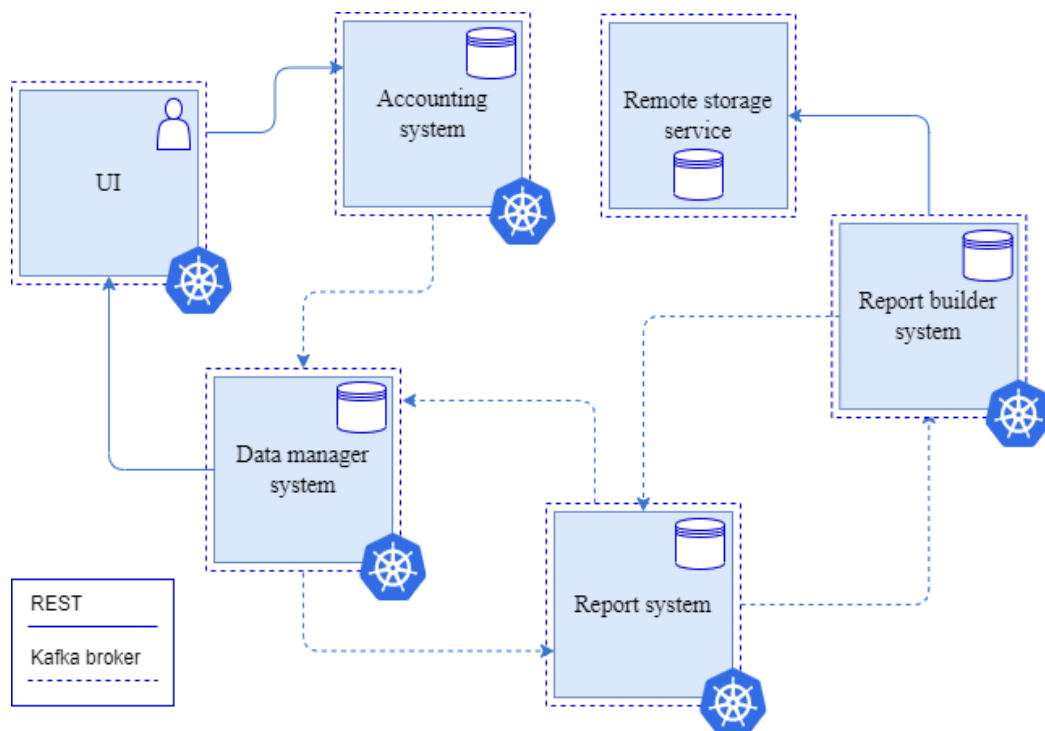 Accounting
system
Remote storage
service
UI
Report builder
system
Data manager
system
Report system
REST
Kafka broker